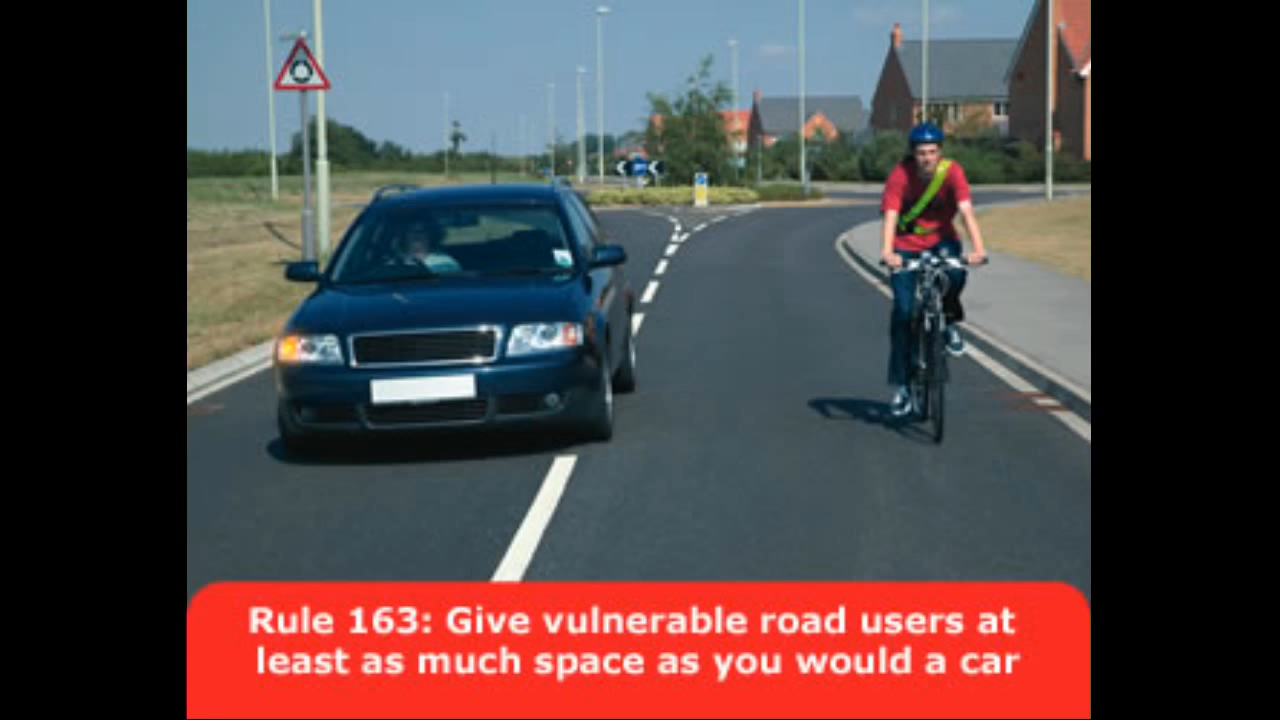 Rule 163: Give vulnerable road users at
least as much space as you would a car